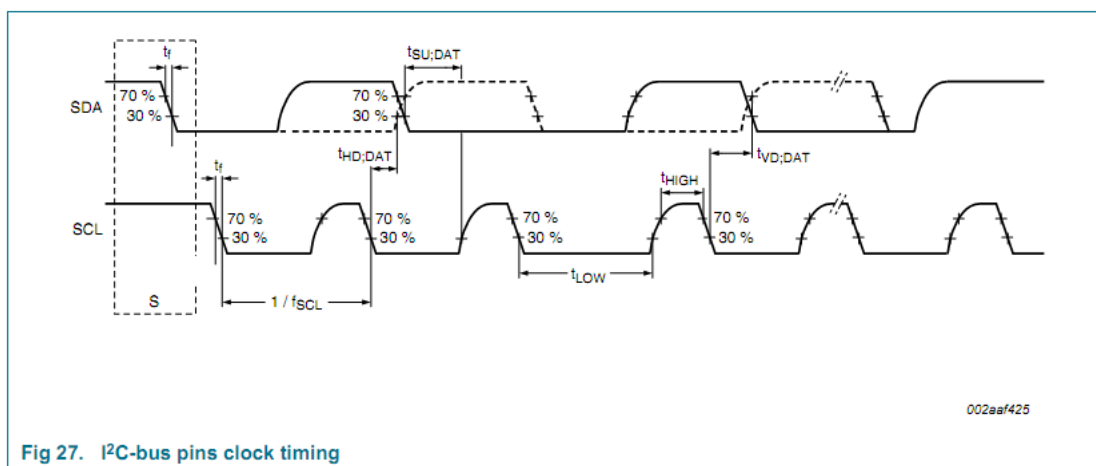 tf
tSU;DAT
SDA
70 %
30 %
70 %
30 %
tHD;DAT
tVD;DAT
tf
tHIGH
SCL
70 %
30 %
70 %
30 %
70 %
30 %
70 %
30 %
tLOW
S
1 / fSCL
002aaf425
Fig 27. I2C-bus pins clock timing